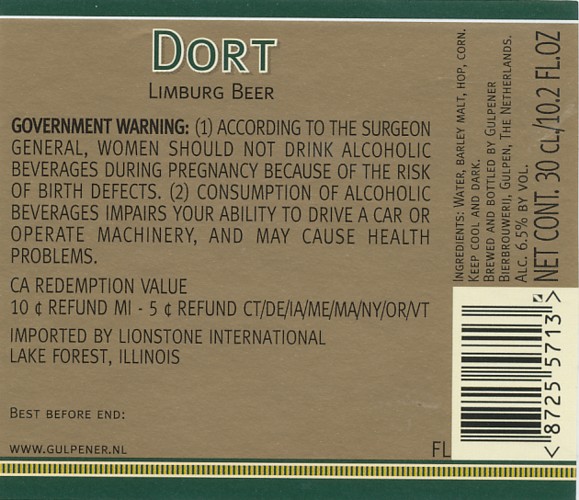 DORT
LIMBURG BEER
GOVERNMENT WARNING: (1) ACCORDING TO THE SURGEON
GENERAL, WOMEN SHOULD NOT DRINK ALCOHOLIC
BEVERAGES DURING PREGNANCY BECAUSE OF THE RISK
OF BIRTH DEFECTS. (2) CONSUMPTION OF ALCOHOLIC
BEVERAGES IMPAIRS YOUR ABILITY TO DRIVE A CAR OR
OPERATE MACHINERY, AND MAY CAUSE HEALTH
PROBLEMS.
CA REDEMPTION VALUE
10 ¢ REFUND MI - 5 ¢ REFUND CT/DE/IA/ME/MA/NY/OR/VT
IMPORTED BY LIONSTONE INTERNATIONAL
LAKE FOREST, ILLINOIS
BEST BEFORE END:
WWW.GULPENER.NL
FL
INGREDIENTS: WATER, BARLEY MALT, HOP, CORN.
KEEP COOL AND DARK.
BREWED AND BOTTLED BY GULPENER
BIERBROUWERIJ, GULPEN, THE NETHERLANDS.
ALC. 6.5% BY VOL.
NET CONT. 30 CL/10.2 FL.OZ
< 8725 5713 >